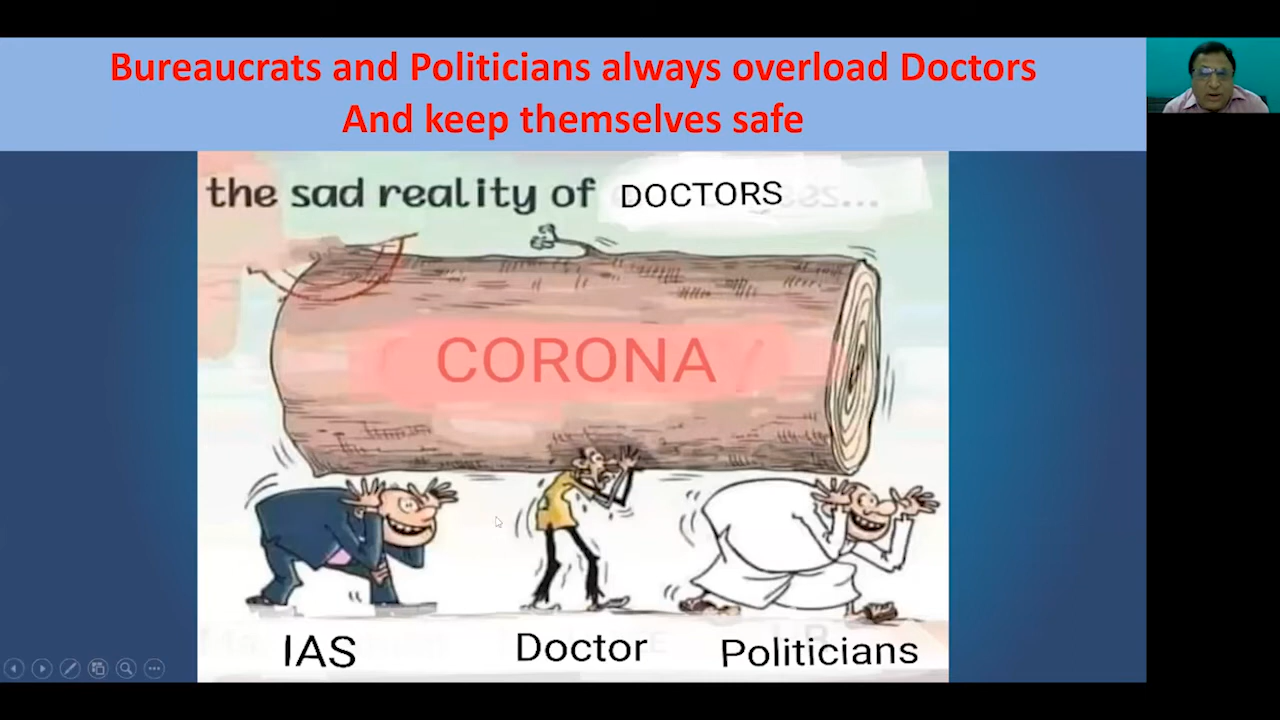 Bureaucrats and Politicians always overload Doctors
And keep themselves safe
the sad reality of DOCTORS
CORONA
IAS
Doctor
Politicians